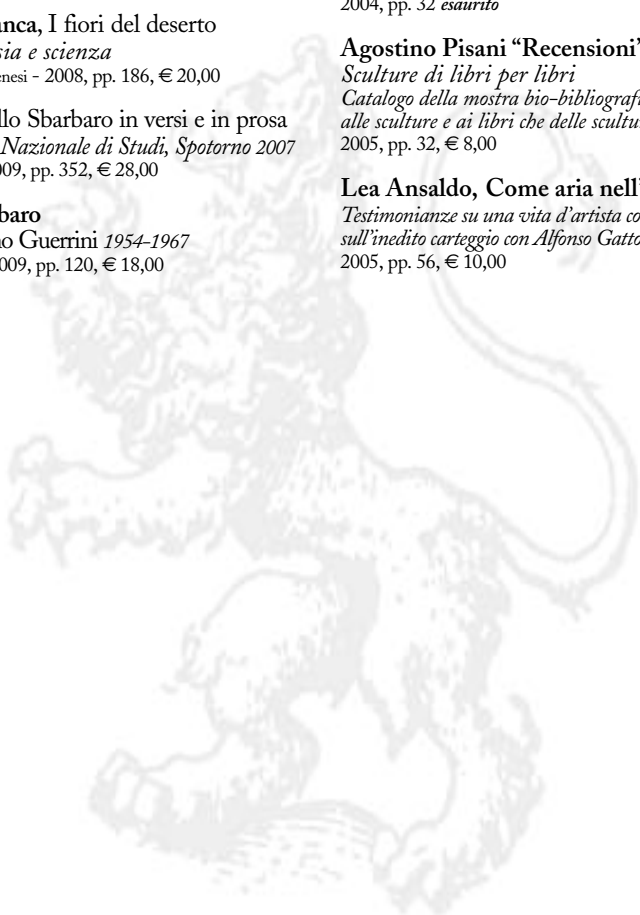 anca, I fiori del deserto
sia e scienza
enesi - 2008, pp. 186, € 20,00
llo Sbarbaro in versi e in prosa
Nazionale di Studi, Spotorno 2007
009, pp. 352, € 28,00
baro
no Guerrini 1954-1967
2009, pp. 120, € 18,00
2004, pp. 32 esaurito
Agostino Pisani “Recensioni”
Sculture di libri per libri
Catalogo della mostra bio-bibliografi
alle sculture e ai libri che delle scultu
2005, pp. 32, € 8,00
Lea Ansaldo, Come aria nell’
Testimonianze su una vita d’artista co
sull’inedito carteggio con Alfonso Gatto
2005, pp. 56, € 10,00